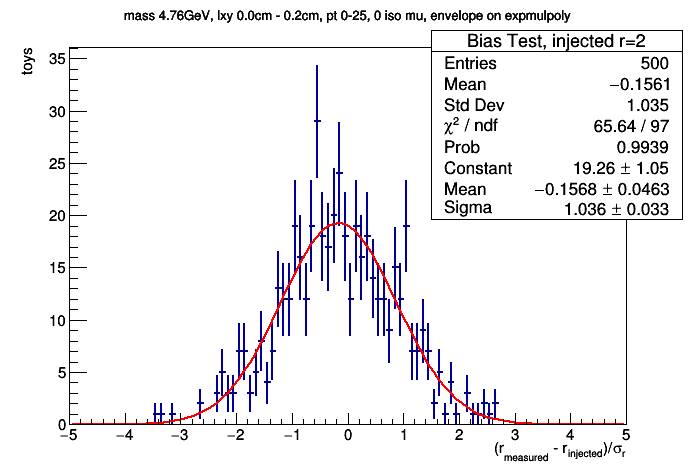 mass 4.76GeV, lxy 0.0cm - 0.2cm, pt 0-25, 0 iso mu, envelope on expmulpoly
Bias Test, injected r=2
Entries 500
Mean −0.1561
Std Dev 1.035
χ² / ndf 65.64 / 97
Prob 0.9939
Constant 19.26 ± 1.05
Mean −0.1568 ± 0.0463
Sigma 1.036 ± 0.033
toys
35
30
25
20
15
10
5
0
−5 −4 −3 −2 −1 0 1 2 3 4 5
(r_measured - r_injected)/σ_r